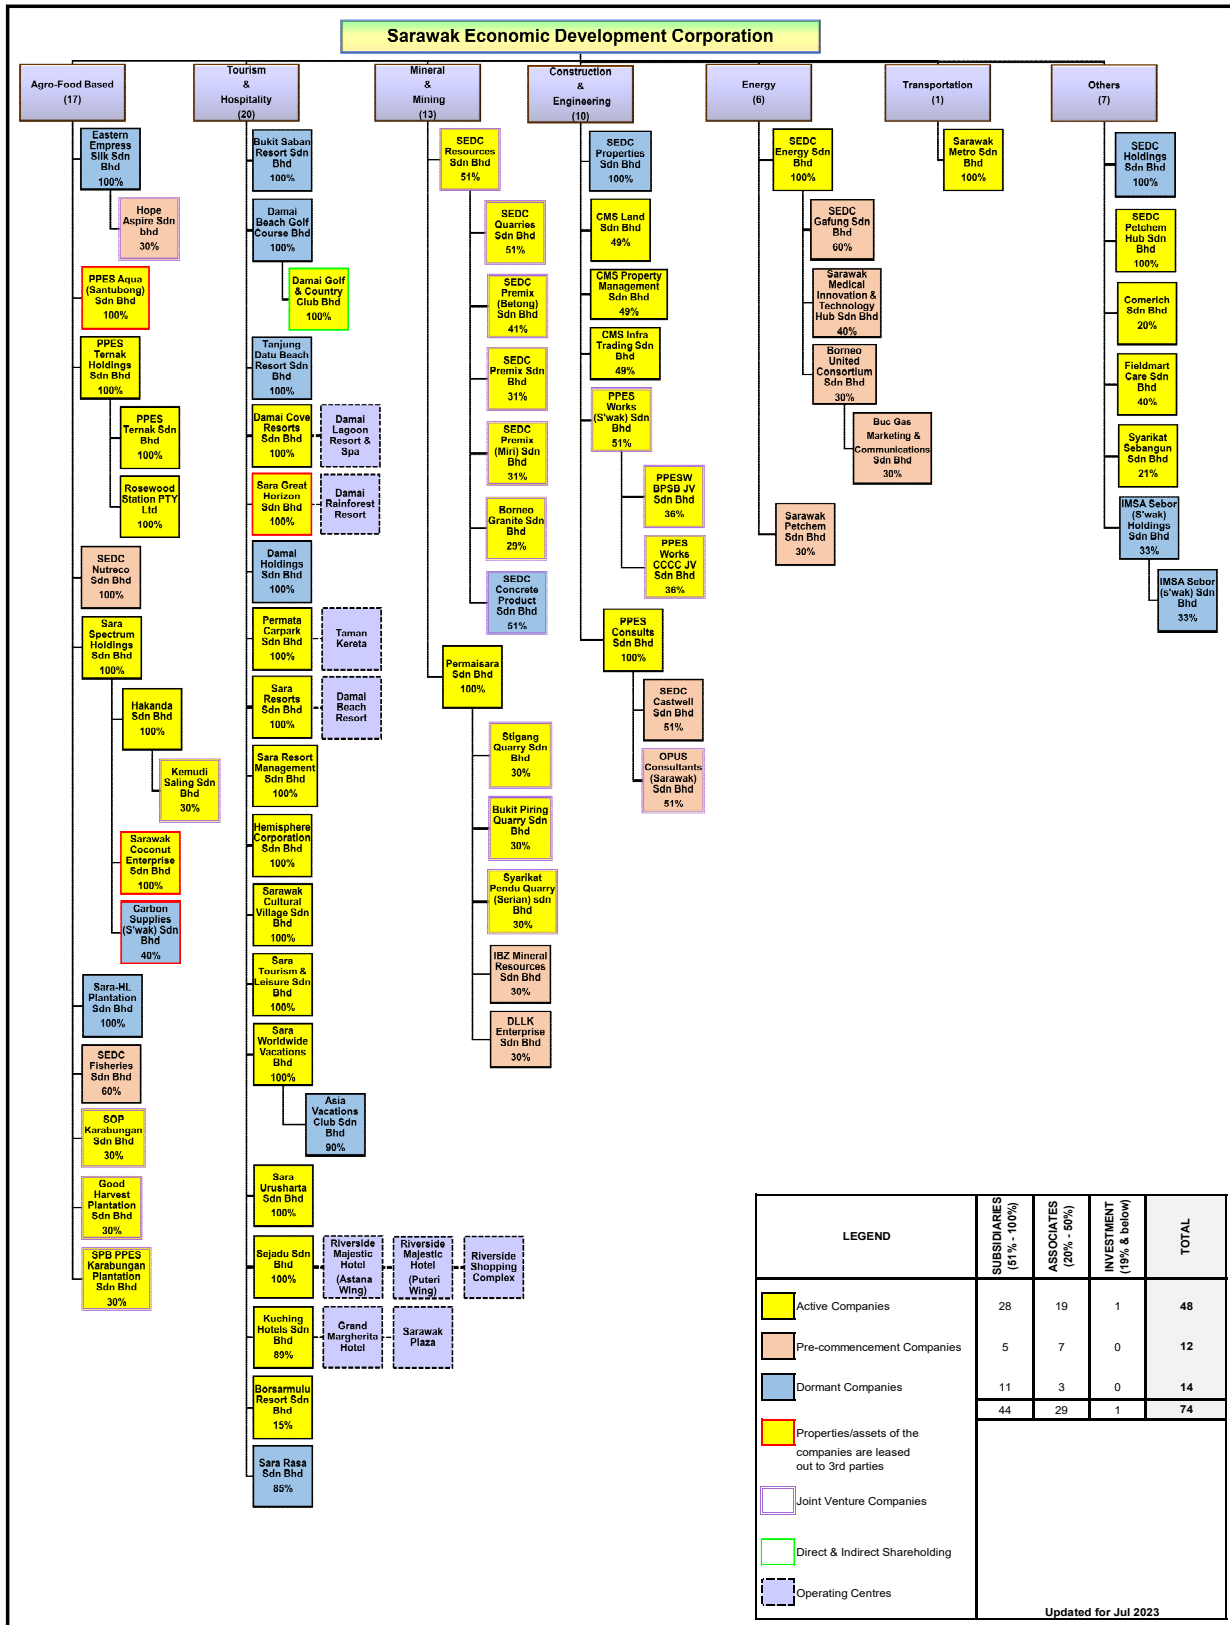 Sarawak Economic Development Corporation
Agro-Food Based
(17)
Eastern
Empress
Silk Sdn
Bhd
100%
Hope
Aspire Sdn
bhd
30%
PPES Aqua
(Santubong)
Sdn Bhd
100%
PPES
Ternak
Holdings
Sdn Bhd
100%
PPES
Ternak Sdn
Bhd
100%
Rosewood
Station PTY
Ltd
100%
SEDC
Nutreco
Sdn Bhd
100%
Sara
Spectrum
Holdings
Sdn Bhd
100%
Hakanda
Sdn Bhd
100%
Kemudi
Saling Sdn
Bhd
30%
Sarawak
Coconut
Enterprise
Sdn Bhd
100%
Carbon
Supplies
(S'wak) Sdn
Bhd
40%
Sara-HL
Plantation
Sdn Bhd
100%
SEDC
Fisheries
Sdn Bhd
60%
SOP
Karabungan
Sdn Bhd
30%
Good
Harvest
Plantation
Sdn Bhd
30%
SPB PPES
Karabungan
Plantation
Sdn Bhd
30%
Tourism
&
Hospitality
(20)
Bukit Saban
Resort Sdn
Bhd
100%
Damai
Beach Golf
Course Bhd
100%
Damai Golf
& Country
Club Bhd
100%
Tanjung
Datu Beach
Resort Sdn
Bhd
100%
Damai Cove
Resorts
Sdn Bhd
100%
Damai
Lagoon
Resort &
Spa
Sara Great
Horizon
Sdn Bhd
100%
Damai
Rainforest
Resort
Damai
Holdings
Sdn Bhd
100%
Permata
Carpark
Sdn Bhd
100%
Taman
Kereta
Sara
Resorts
Sdn Bhd
100%
Damai
Beach
Resort
Sara Resort
Management
Sdn Bhd
100%
Hemisphere
Corporation
Sdn Bhd
100%
Sarawak
Cultural
Village Sdn
Bhd
100%
Sara
Tourism &
Leisure Sdn
Bhd
100%
Sara
Worldwide
Vacations
Bhd
100%
Asia
Vacations
Club Sdn
Bhd
90%
Sara
Urusharta
Sdn Bhd
100%
Sejadu Sdn
Bhd
100%
Riverside
Majestic
Hotel
(Astana
Wing)
Riverside
Majestic
Hotel
(Puteri
Wing)
Riverside
Shopping
Complex
Kuching
Hotels Sdn
Bhd
89%
Grand
Margherita
Hotel
Sarawak
Plaza
Borsarmulu
Resort Sdn
Bhd
15%
Sara Rasa
Sdn Bhd
85%
Mineral
&
Mining
(13)
SEDC
Resources
Sdn Bhd
51%
SEDC
Quarries
Sdn Bhd
51%
SEDC
Premix
(Betong)
Sdn Bhd
41%
SEDC
Premix Sdn
Bhd
31%
SEDC
Premix
(Miri) Sdn
Bhd
31%
Borneo
Granite Sdn
Bhd
29%
SEDC
Concrete
Product
Sdn Bhd
51%
Permaisara
Sdn Bhd
100%
Stigang
Quarry Sdn
Bhd
30%
Bukit Piring
Quarry Sdn
Bhd
30%
Syarikat
Pendu Quarry
(Serian) sdn
Bhd
30%
IBZ Mineral
Resources
Sdn Bhd
30%
DLLK
Enterprise
Sdn Bhd
30%
Construction
&
Engineering
(10)
SEDC
Properties
Sdn Bhd
100%
CMS Land
Sdn Bhd
49%
CMS Property
Management
Sdn Bhd
49%
CMS Infra
Trading Sdn
Bhd
49%
PPES
Works
(S'wak) Sdn
Bhd
51%
PPESW
BPSB JV
Sdn Bhd
36%
PPES
Works
CCCC JV
Sdn Bhd
36%
PPES
Consults
Sdn Bhd
100%
SEDC
Castwell
Sdn Bhd
51%
OPUS
Consultants
(Sarawak)
Sdn Bhd
51%
Energy
(6)
SEDC
Energy Sdn
Bhd
100%
SEDC
Gafung Sdn
Bhd
60%
Sarawak
Medical
Innovation &
Technology
Hub Sdn Bhd
40%
Borneo
United
Consortium
Sdn Bhd
30%
Buc Gas
Marketing &
Communications
Sdn Bhd
30%
Sarawak
Petchem
Sdn Bhd
30%
Transportation
(1)
Sarawak
Metro Sdn
Bhd
100%
Others
(7)
SEDC
Holdings
Sdn Bhd
100%
SEDC
Petchem
Hub Sdn
Bhd
100%
Comerich
Sdn Bhd
20%
Fieldmart
Care Sdn
Bhd
40%
Syarikat
Sebangun
Sdn Bhd
21%
IMSA Sebor
(S'wak)
Holdings
Sdn Bhd
33%
IMSA Sebor
(s'wak) Sdn
Bhd
33%
LEGEND
SUBSIDIARIES
(51% - 100%)
ASSOCIATES
(20% - 50%)
INVESTMENT
(19% & below)
TOTAL
Active Companies 28 19 1 48
Pre-commencement Companies 5 7 0 12
Dormant Companies 11 3 0 14
44 29 1 74
Properties/assets of the
companies are leased
out to 3rd parties
Joint Venture Companies
Direct & Indirect Shareholding
Operating Centres
Updated for Jul 2023